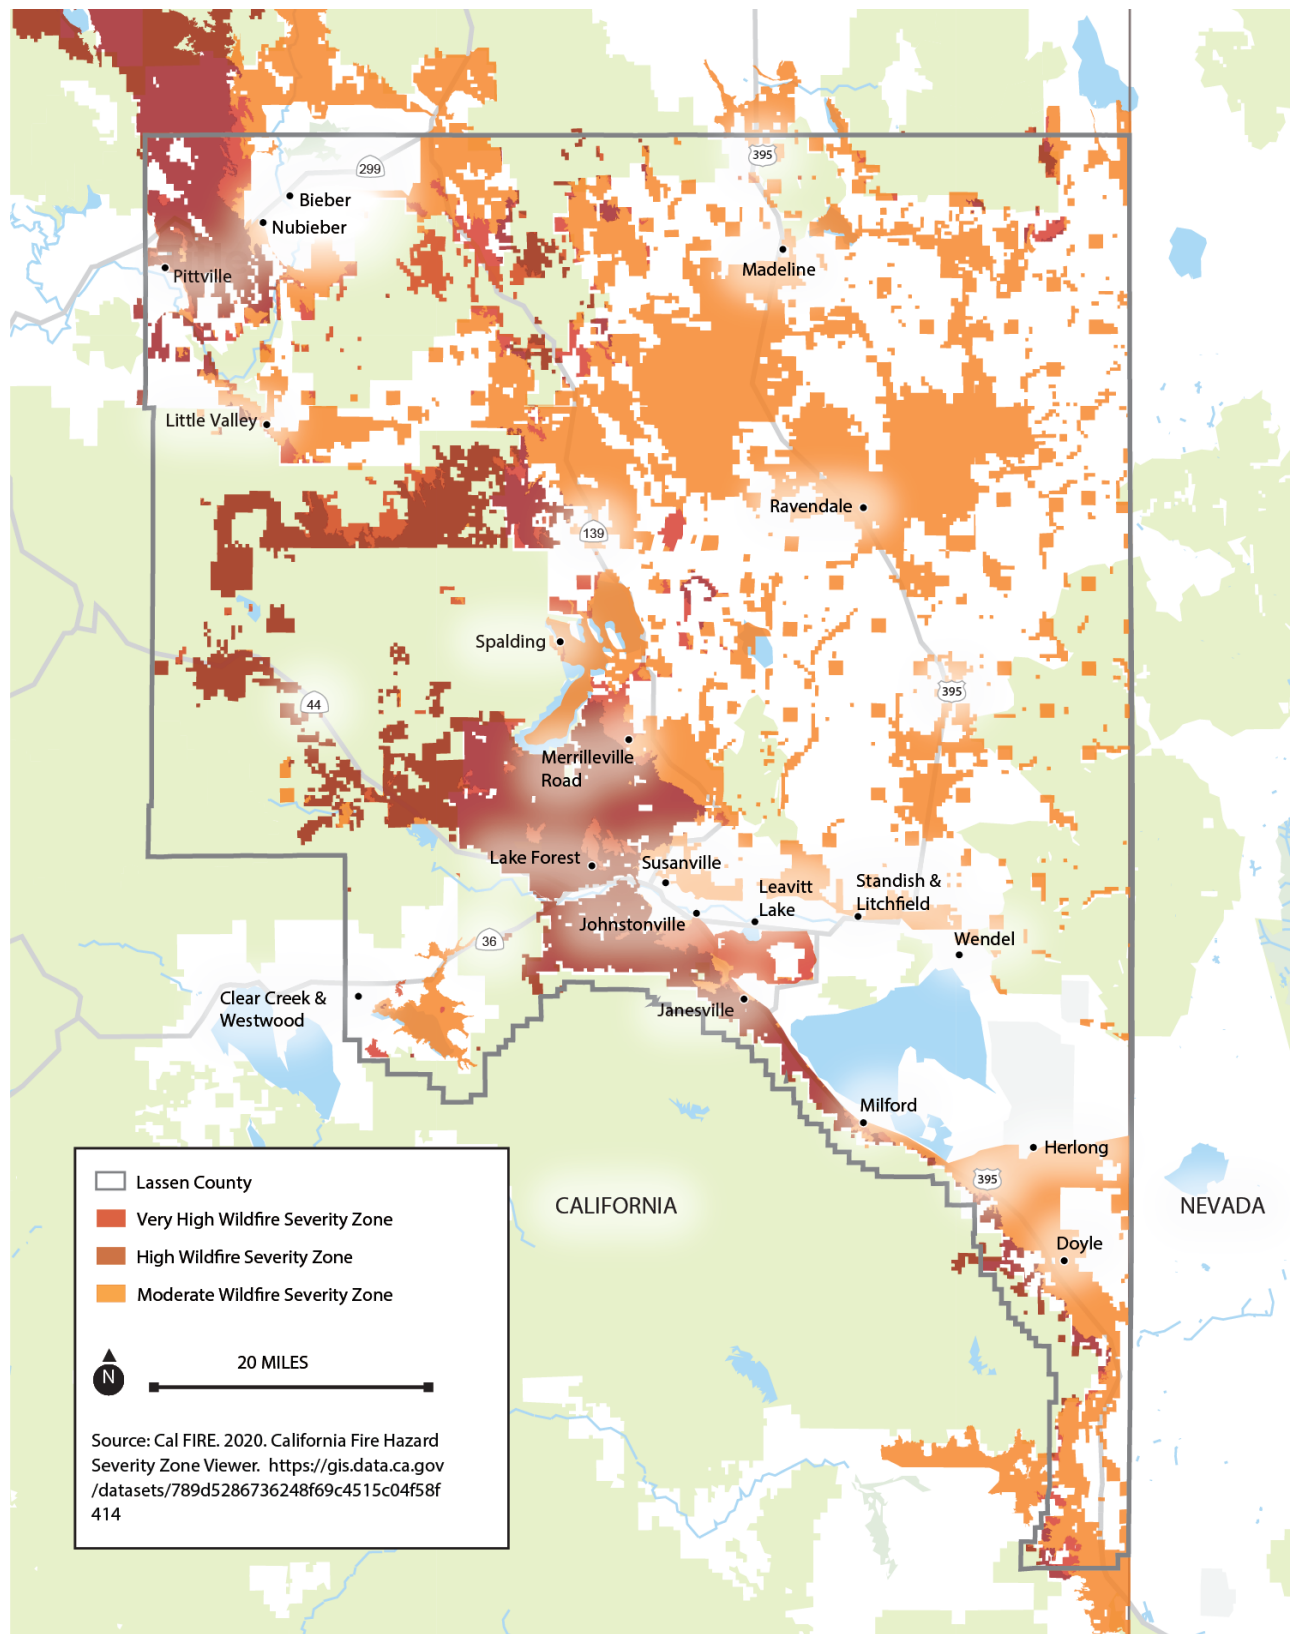 299
395
Bieber
Nubieber
Madeline
Pittville
Little Valley
Ravendale
139
Spalding
395
44
Merrilleville
Road
Lake Forest
Susanville
Leavitt
Lake
Standish &
Litchfield
Johnstonville
36
F
Wendel
Clear Creek &
Westwood
Janesville
Milford
Herlong
395
CALIFORNIA
NEVADA
Doyle
Lassen County
Very High Wildfire Severity Zone
High Wildfire Severity Zone
Moderate Wildfire Severity Zone
N
20 MILES
Source: Cal FIRE. 2020. California Fire Hazard
Severity Zone Viewer. https://gis.data.ca.gov
/datasets/789d5286736248f69c4515c04f58f
414